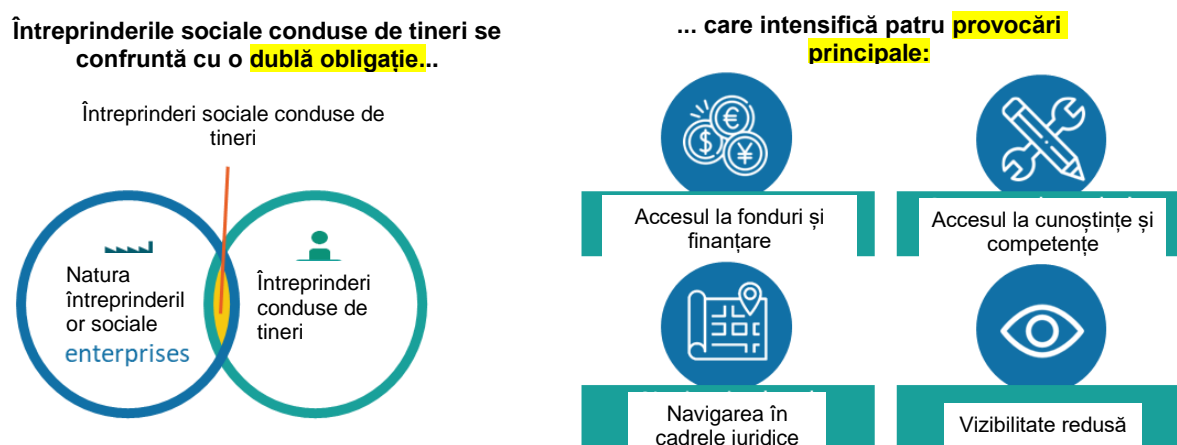 Întreprinderile sociale conduse de tineri se
confruntă cu o dublă obligație...
Întreprinderi sociale conduse de
tineri
Natura
întreprinderil
or sociale
enterprises
Întreprinderi
conduse de
tineri
... care intensifică patru provocări
principale:
Accesul la fonduri și
finanțare
Accesul la cunoștințe și
competențe
Navigarea în
cadrele juridice
Vizibilitate redusă